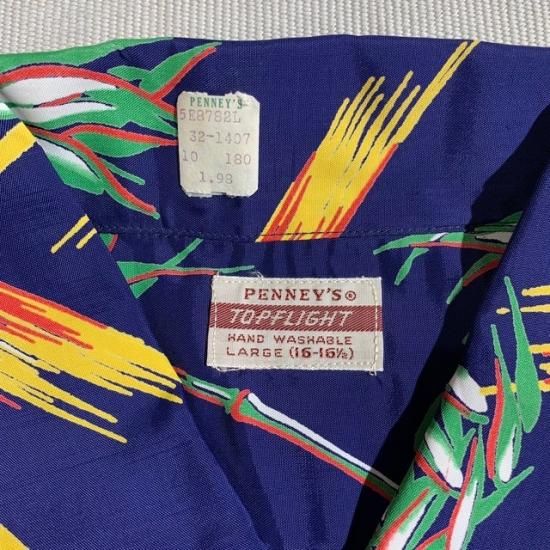 PENNEY'S
5E8782L
32-1407
10 180
1.98
PENNEY'S®
TOPFLIGHT
HAND WASHABLE
LARGE (16-16½)